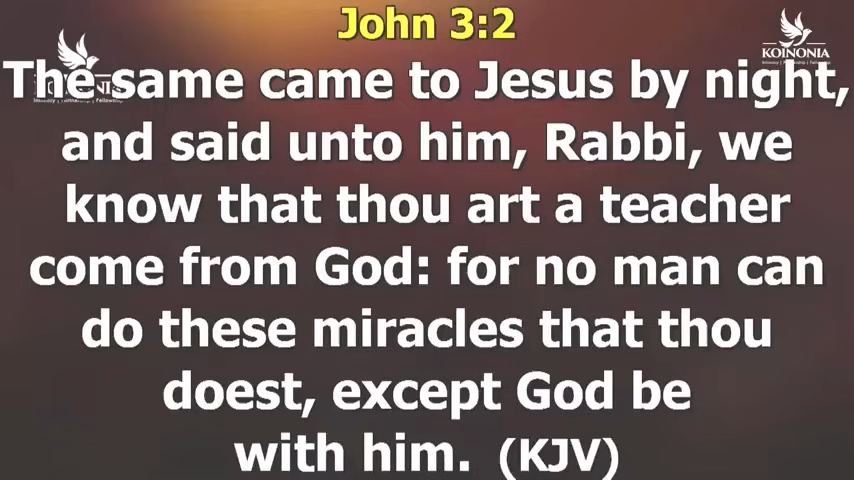 John 3:2
KOINONIA
The same came to Jesus by night,
and said unto him, Rabbi, we
know that thou art a teacher
come from God: for no man can
do these miracles that thou
doest, except God be
with him. (KJV)